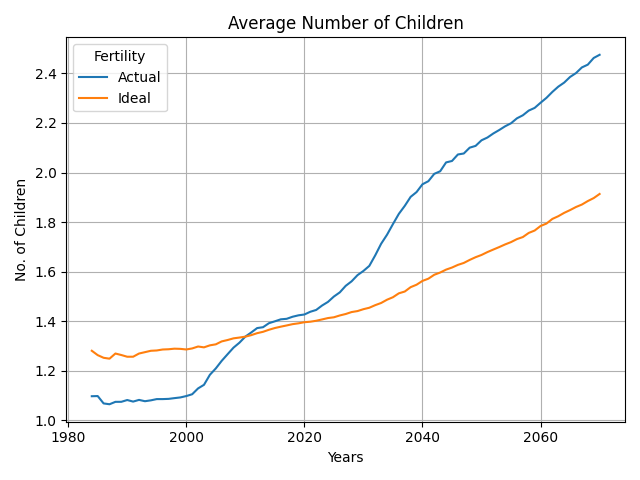 Average Number of Children
Fertility
Actual
Ideal
No. of Children
2.4
2.2
2.0
1.8
1.6
1.4
1.2
1.0
1980
2000
2020
2040
2060
Years